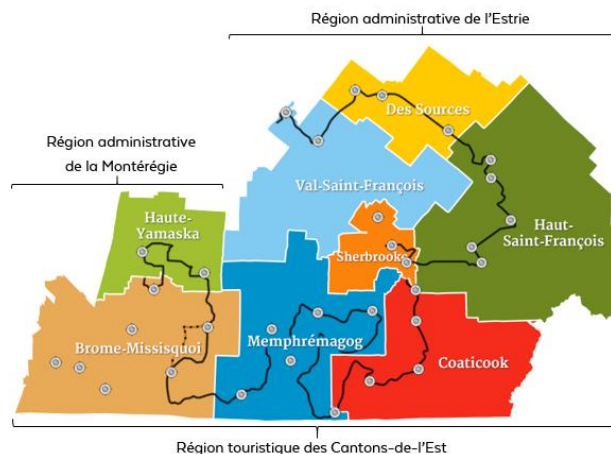 Région administrative de l'Estrie
Région administrative
de la Montérégie
Des Sources
Val-Saint-François
Haute-
Yamaska
Haut-
Saint-François
Sherbrooke
Brome-Missisquoi
Memphrémagog
Coaticook
Région touristique des Cantons-de-l'Est